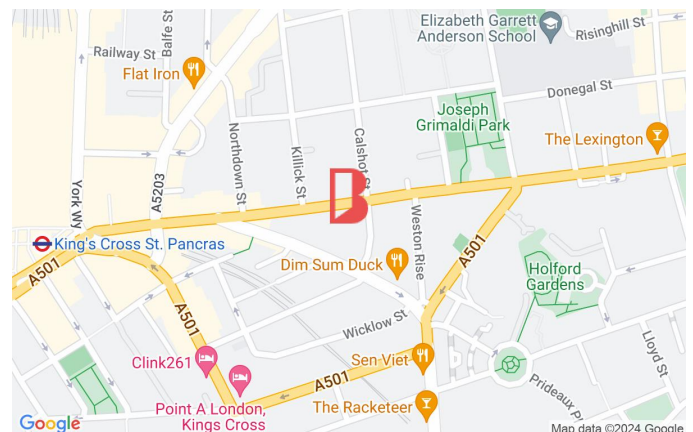 Elizabeth Garrett
Anderson School
Risinghill St
Balfe St
Railway St
Flat Iron
Donegal St
Joseph
Grimaldi Park
The Lexington
Northdown St
Killick St
Calshot St
Weston Rise
York Wy
A5203
B
King's Cross St. Pancras
A501
A501
Dim Sum Duck
Holford
Gardens
A501
Wicklow St
Lloyd St
Clink261
Sen Viet
A501
Point A London,
Kings Cross
The Racketeer
Google
Map data ©2024 Google